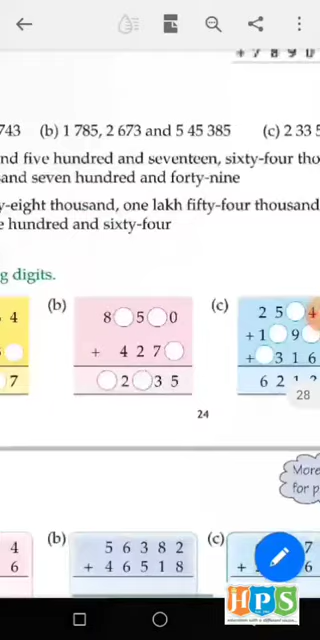 + 7 8 9 0
743 (b) 1 785, 2 673 and 5 45 385 (c) 2 33 5
nd five hundred and seventeen, sixty-four tho
sand seven hundred and forty-nine
y-eight thousand, one lakh fifty-four thousand
e hundred and sixty-four
g digits.
(b) (c)
4 8 5 0 2 5 4
+ 4 2 7 + 1 9
+ 3 1 6
7 2 3 5 6 2 1 3
28
24
More
for p
(b) (c)
4 5 6 3 8 2 7
6 + 4 6 5 1 8 + 6
HPS